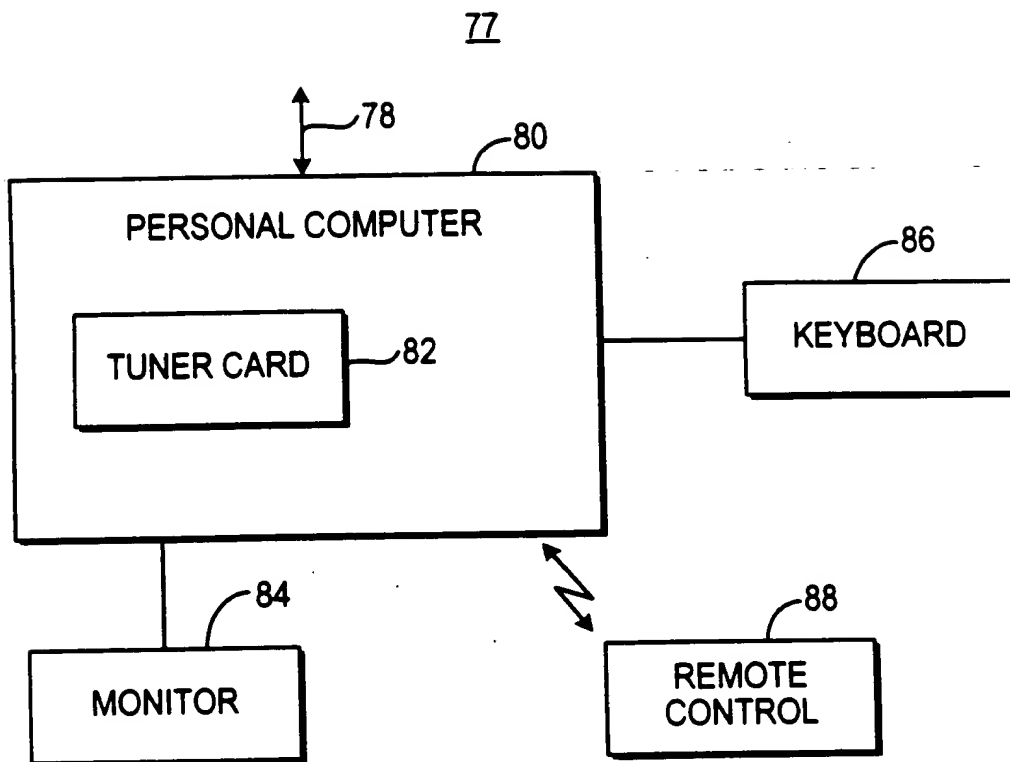 77
78
80
PERSONAL COMPUTER
86
KEYBOARD
TUNER CARD
82
84
MONITOR
88
REMOTE
CONTROL